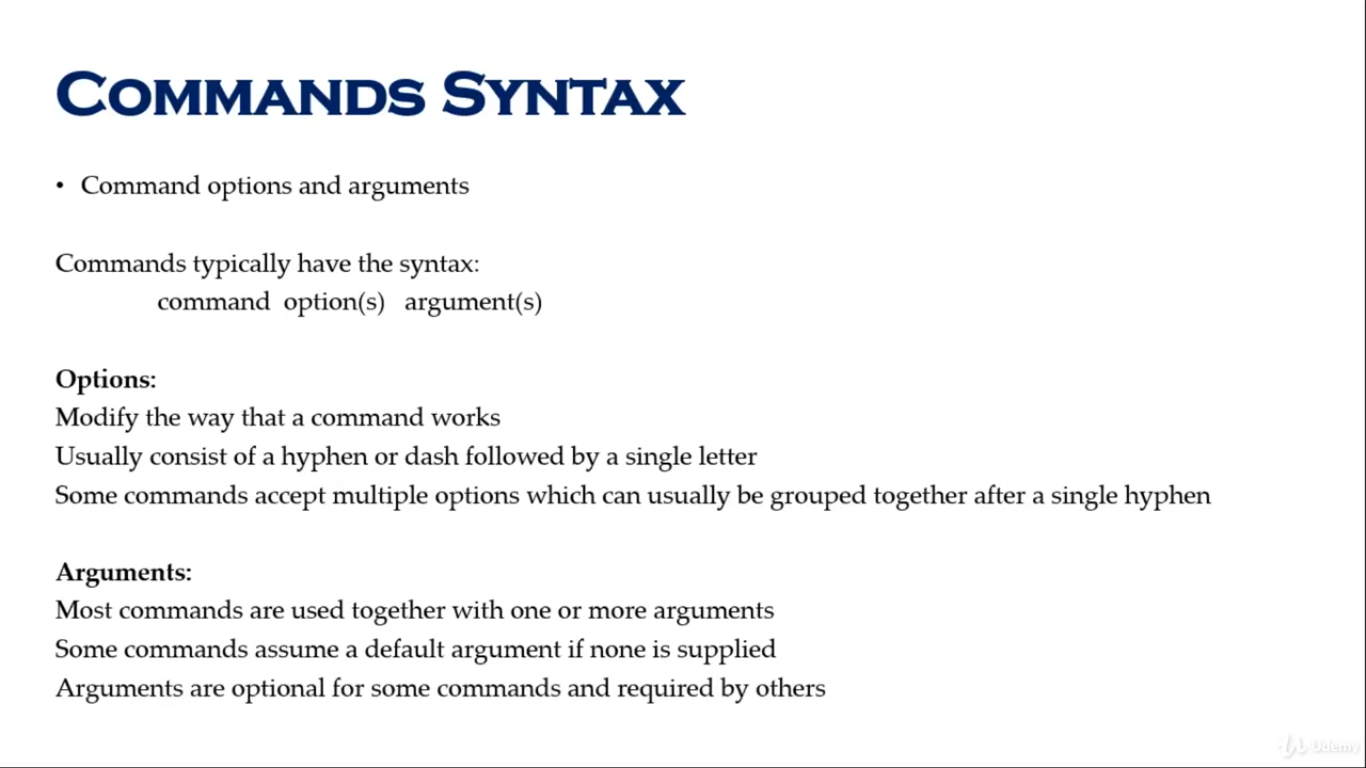 Commands Syntax
• Command options and arguments
Commands typically have the syntax:
command option(s) argument(s)
Options:
Modify the way that a command works
Usually consist of a hyphen or dash followed by a single letter
Some commands accept multiple options which can usually be grouped together after a single hyphen
Arguments:
Most commands are used together with one or more arguments
Some commands assume a default argument if none is supplied
Arguments are optional for some commands and required by others
Udemy